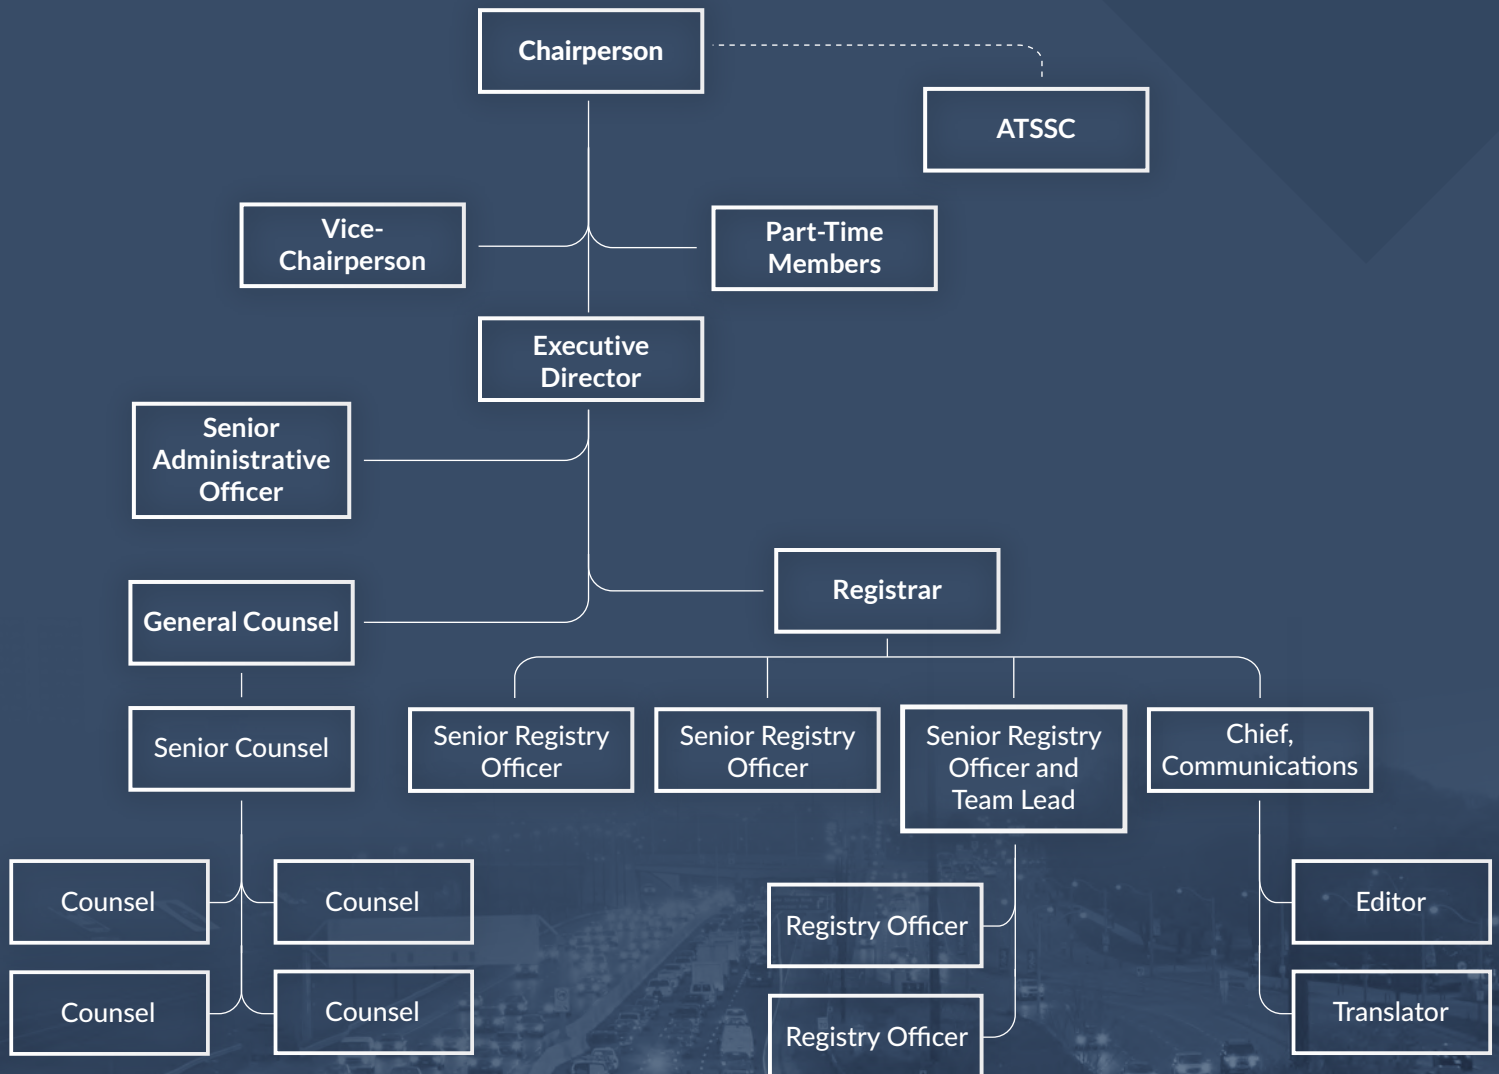 Chairperson
ATSSC
Vice-
Chairperson
Part-Time
Members
Executive
Director
Senior
Administrative
Officer
Registrar
General Counsel
Senior Counsel
Senior Registry
Officer
Senior Registry
Officer
Senior Registry
Officer and
Team Lead
Chief,
Communications
Counsel
Counsel
Registry Officer
Editor
Counsel
Counsel
Registry Officer
Translator